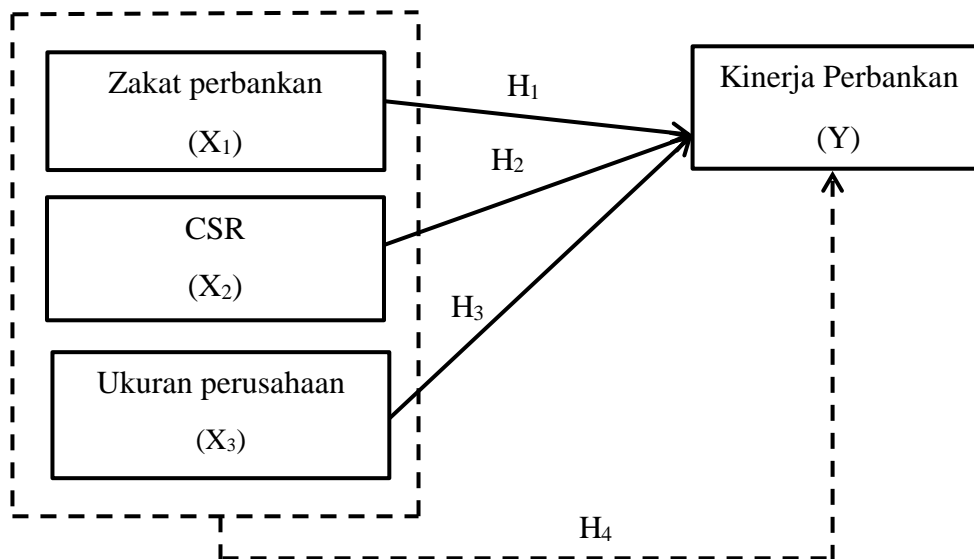 Zakat perbankan
(X₁)
CSR
(X₂)
Ukuran perusahaan
(X₃)
H₁
H₂
H₃
Kinerja Perbankan
(Y)
H₄